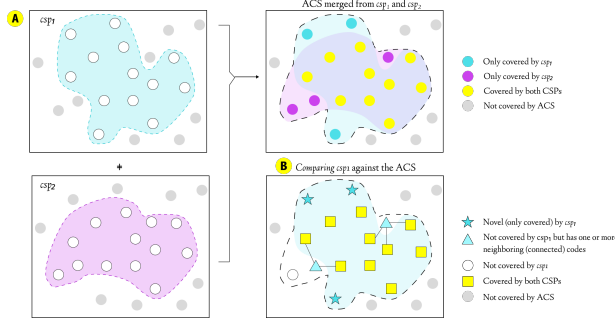 A
csp1
ACS merged from csp1 and csp2
Only covered by csp1
Only covered by csp2
Covered by both CSPs
Not covered by ACS
+
csp2
B Comparing csp1 against the ACS
Novel (only covered) by csp1
Not covered by csp1 but has one or more
neighboring (connected) codes
Not covered by csp1
Covered by both CSPs
Not covered by ACS